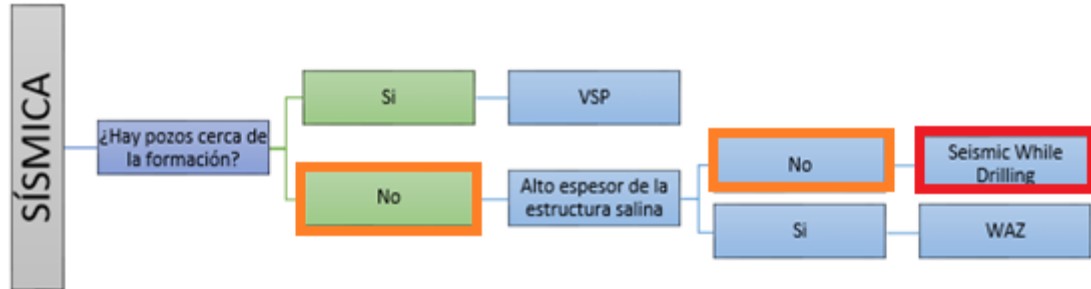 SÍSMICA
¿Hay pozos cerca de
la formación?
Si
VSP
No
Alto espesor de la
estructura salina
No
Seismic While
Drilling
Si
WAZ